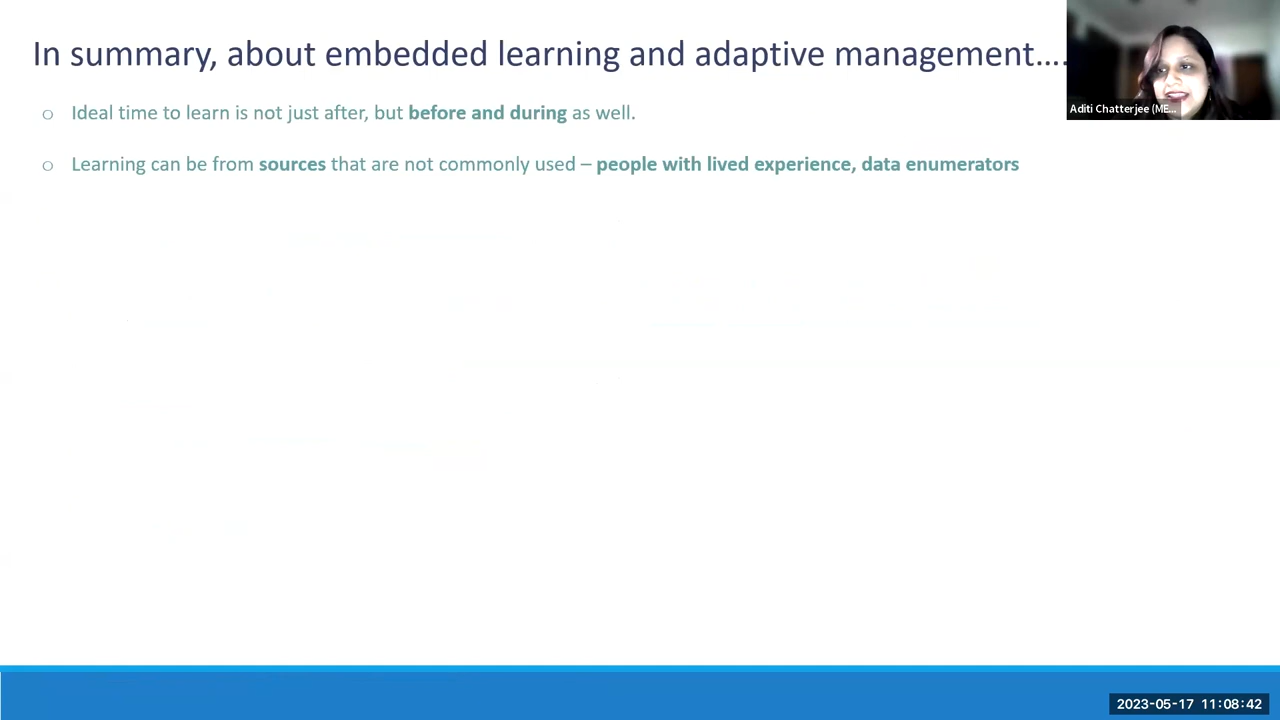 In summary, about embedded learning and adaptive management….
Aditi Chatterjee (ME...
o Ideal time to learn is not just after, but before and during as well.
o Learning can be from sources that are not commonly used – people with lived experience, data enumerators
2023-05-17 11:08:42